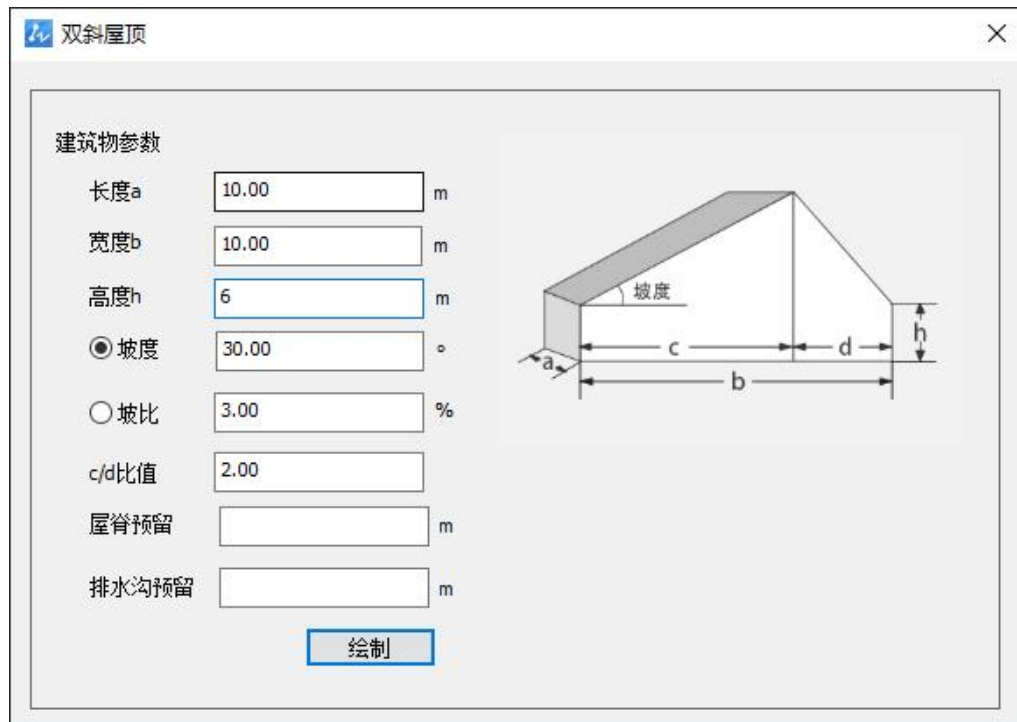 双斜屋顶
建筑物参数
长度a 10.00 m
宽度b 10.00 m
高度h 6 m
坡度 30.00 °
坡比 3.00 %
c/d比值 2.00
屋脊预留 m
排水沟预留 m
绘制
坡度
c
d
h
a
b